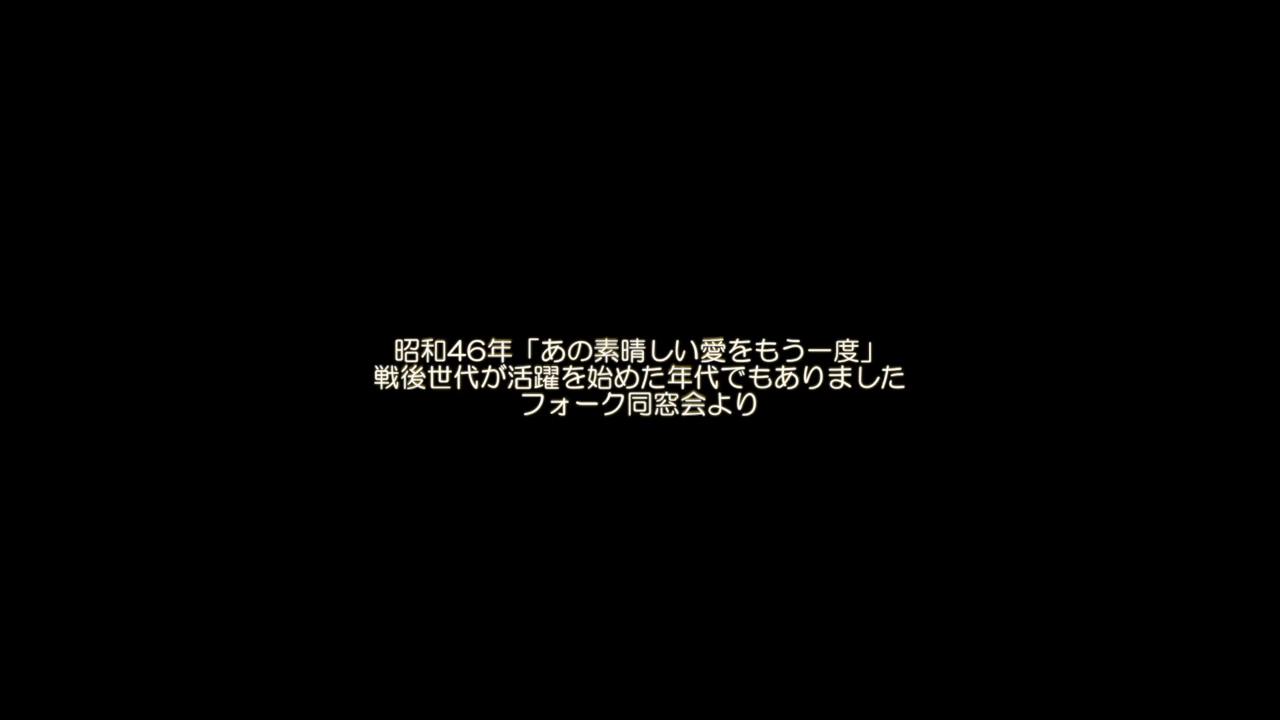 昭和46年「あの素晴しい愛をもう一度」
戦後世代が活躍を始めた年代でもありました
フォーク同窓会より